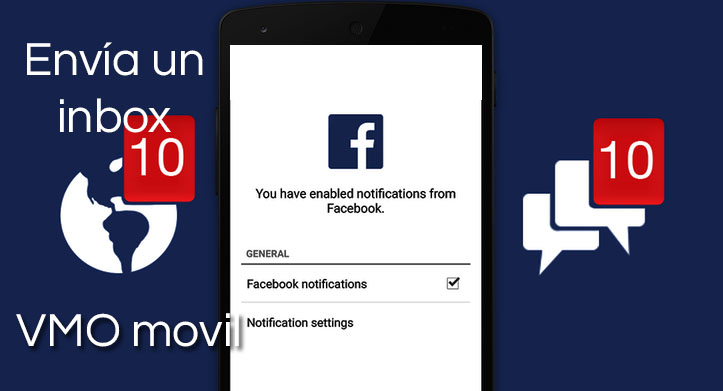 Envía un
inbox
10
10
You have enabled notifications from
Facebook.
GENERAL
Facebook notifications
Notification settings
VMO movil